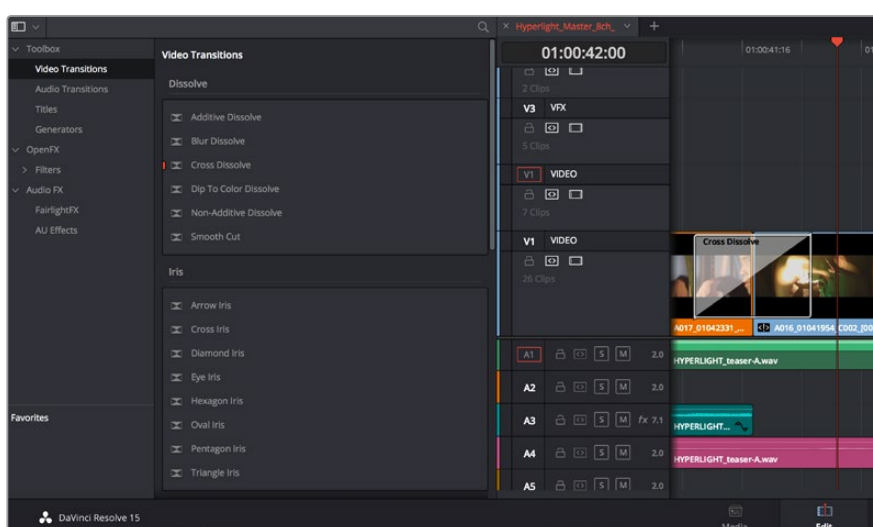 × Hyperlight_Master_8ch_
Toolbox
Video Transitions
Audio Transitions
Titles
Generators
OpenFX
Filters
Audio FX
FairlightFX
AU Effects
Favorites
Video Transitions
Dissolve
Additive Dissolve
Blur Dissolve
Cross Dissolve
Dip To Color Dissolve
Non-Additive Dissolve
Smooth Cut
Iris
Arrow Iris
Cross Iris
Diamond Iris
Eye Iris
Hexagon Iris
Oval Iris
Pentagon Iris
Triangle Iris
01:00:42:00
01:00:41:16
01
2 Clips
V3 VFX
5 Clips
V1 VIDEO
7 Clips
V1 VIDEO
26 Clips
Cross Dissolve
A017_01042331_...
A016_01041954_C002_[00
A1 S M 2.0
HYPERLIGHT_teaser-A.wav
A2 S M 2.0
A3 S M fx 7.1
HYPERLIGHT...
A4 S M 2.0
HYPERLIGHT_teaser-A.wav
A5 S M 2.0
DaVinci Resolve 15
Media
Edit